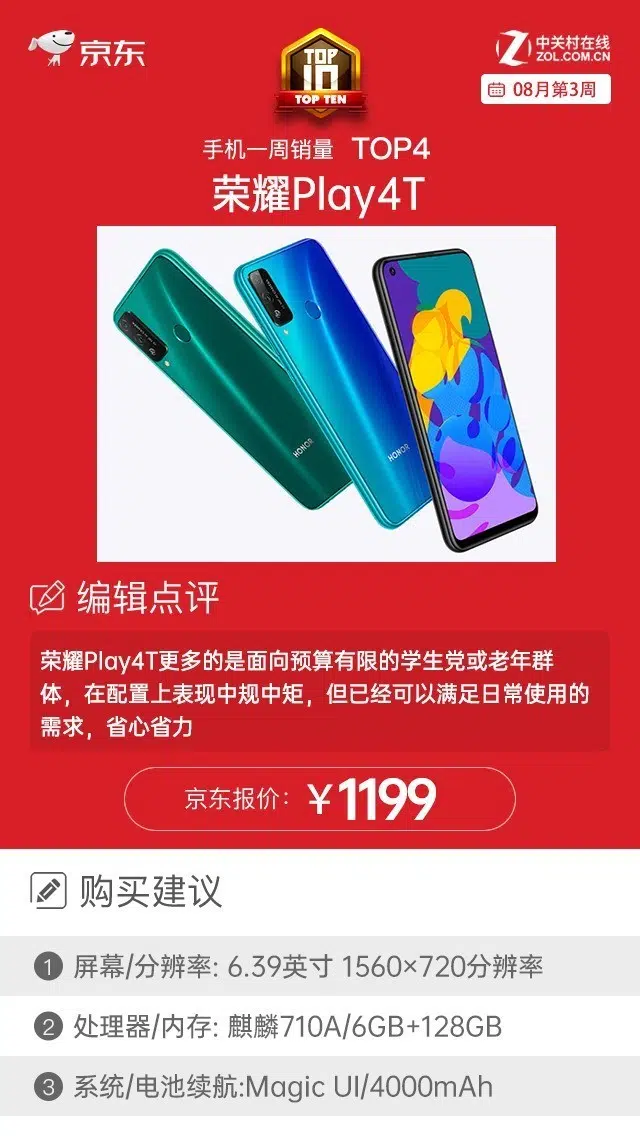 京东
TOP
10
TOP TEN
中关村在线
ZOL.COM.CN
08月第3周
手机一周销量 TOP4
荣耀Play4T
HONOR
HONOR
编辑点评
荣耀Play4T更多的是面向预算有限的学生党或老年群
体，在配置上表现中规中矩，但已经可以满足日常使用的
需求，省心省力
京东报价：￥1199
购买建议
1 屏幕/分辨率: 6.39英寸 1560×720分辨率
2 处理器/内存: 麒麟710A/6GB+128GB
3 系统/电池续航:Magic UI/4000mAh